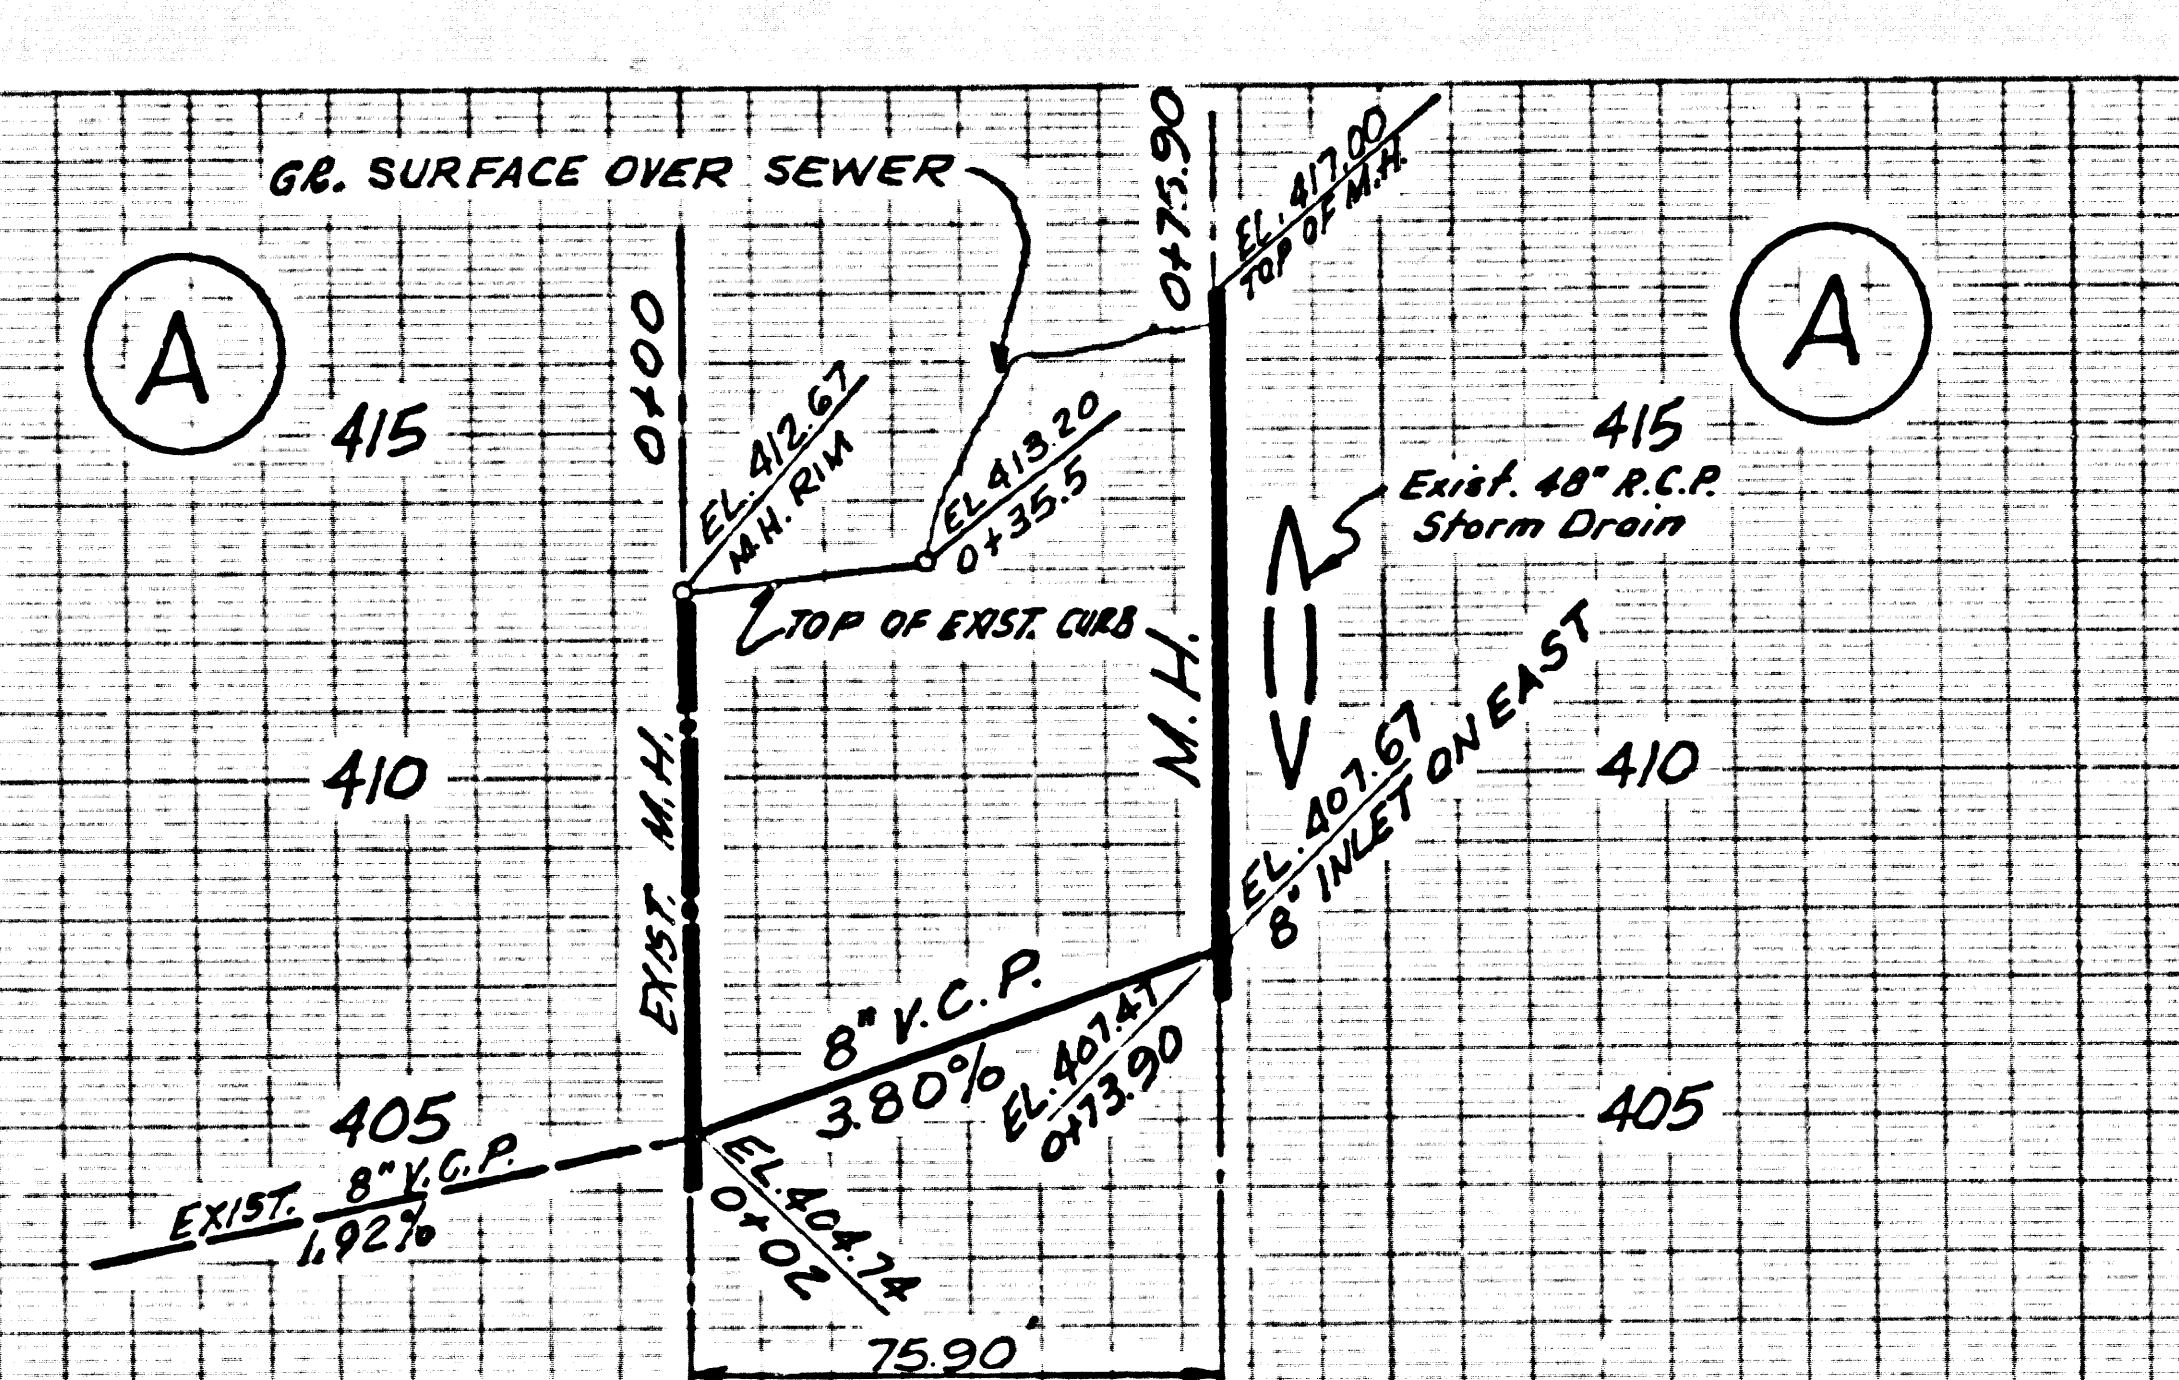 GR. SURFACE OVER SEWER
0+75.90
EL. 417.00
TOP OF M.H.
A
A
0+00
415
415
EL. 412.67
M.H. RIM
EL 413.20
0+35.5
Exist. 48" R.C.P.
Storm Drain
TOP OF EXIST. CURB
M.H.
EXIST. M.H.
410
410
EL. 407.67
8" INLET ON EAST
8" V.C.P.
3.80%
EL. 407.47
0+73.90
405
405
EXIST. 8" V.C.P.
1.92%
EL. 404.74
0+02
75.90'